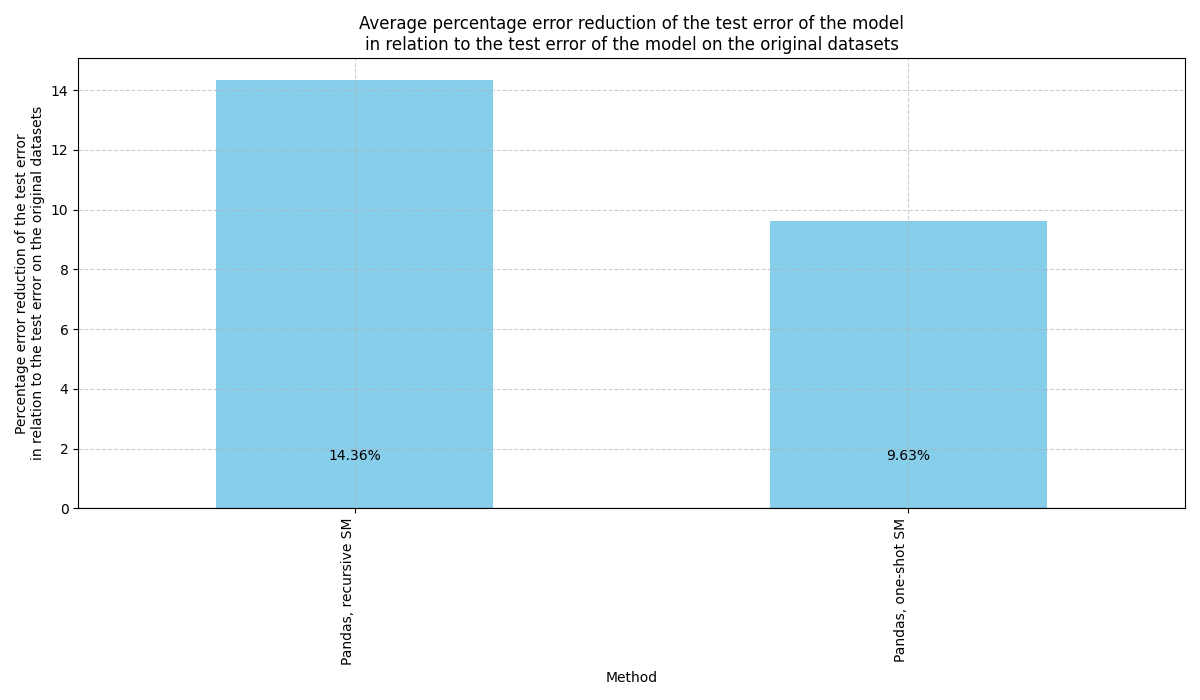 Average percentage error reduction of the test error of the model
in relation to the test error of the model on the original datasets
Percentage error reduction of the test error
in relation to the test error on the original datasets
14
12
10
8
6
4
2
0
14.36%
9.63%
Pandas, recursive SM
Pandas, one-shot SM
Method